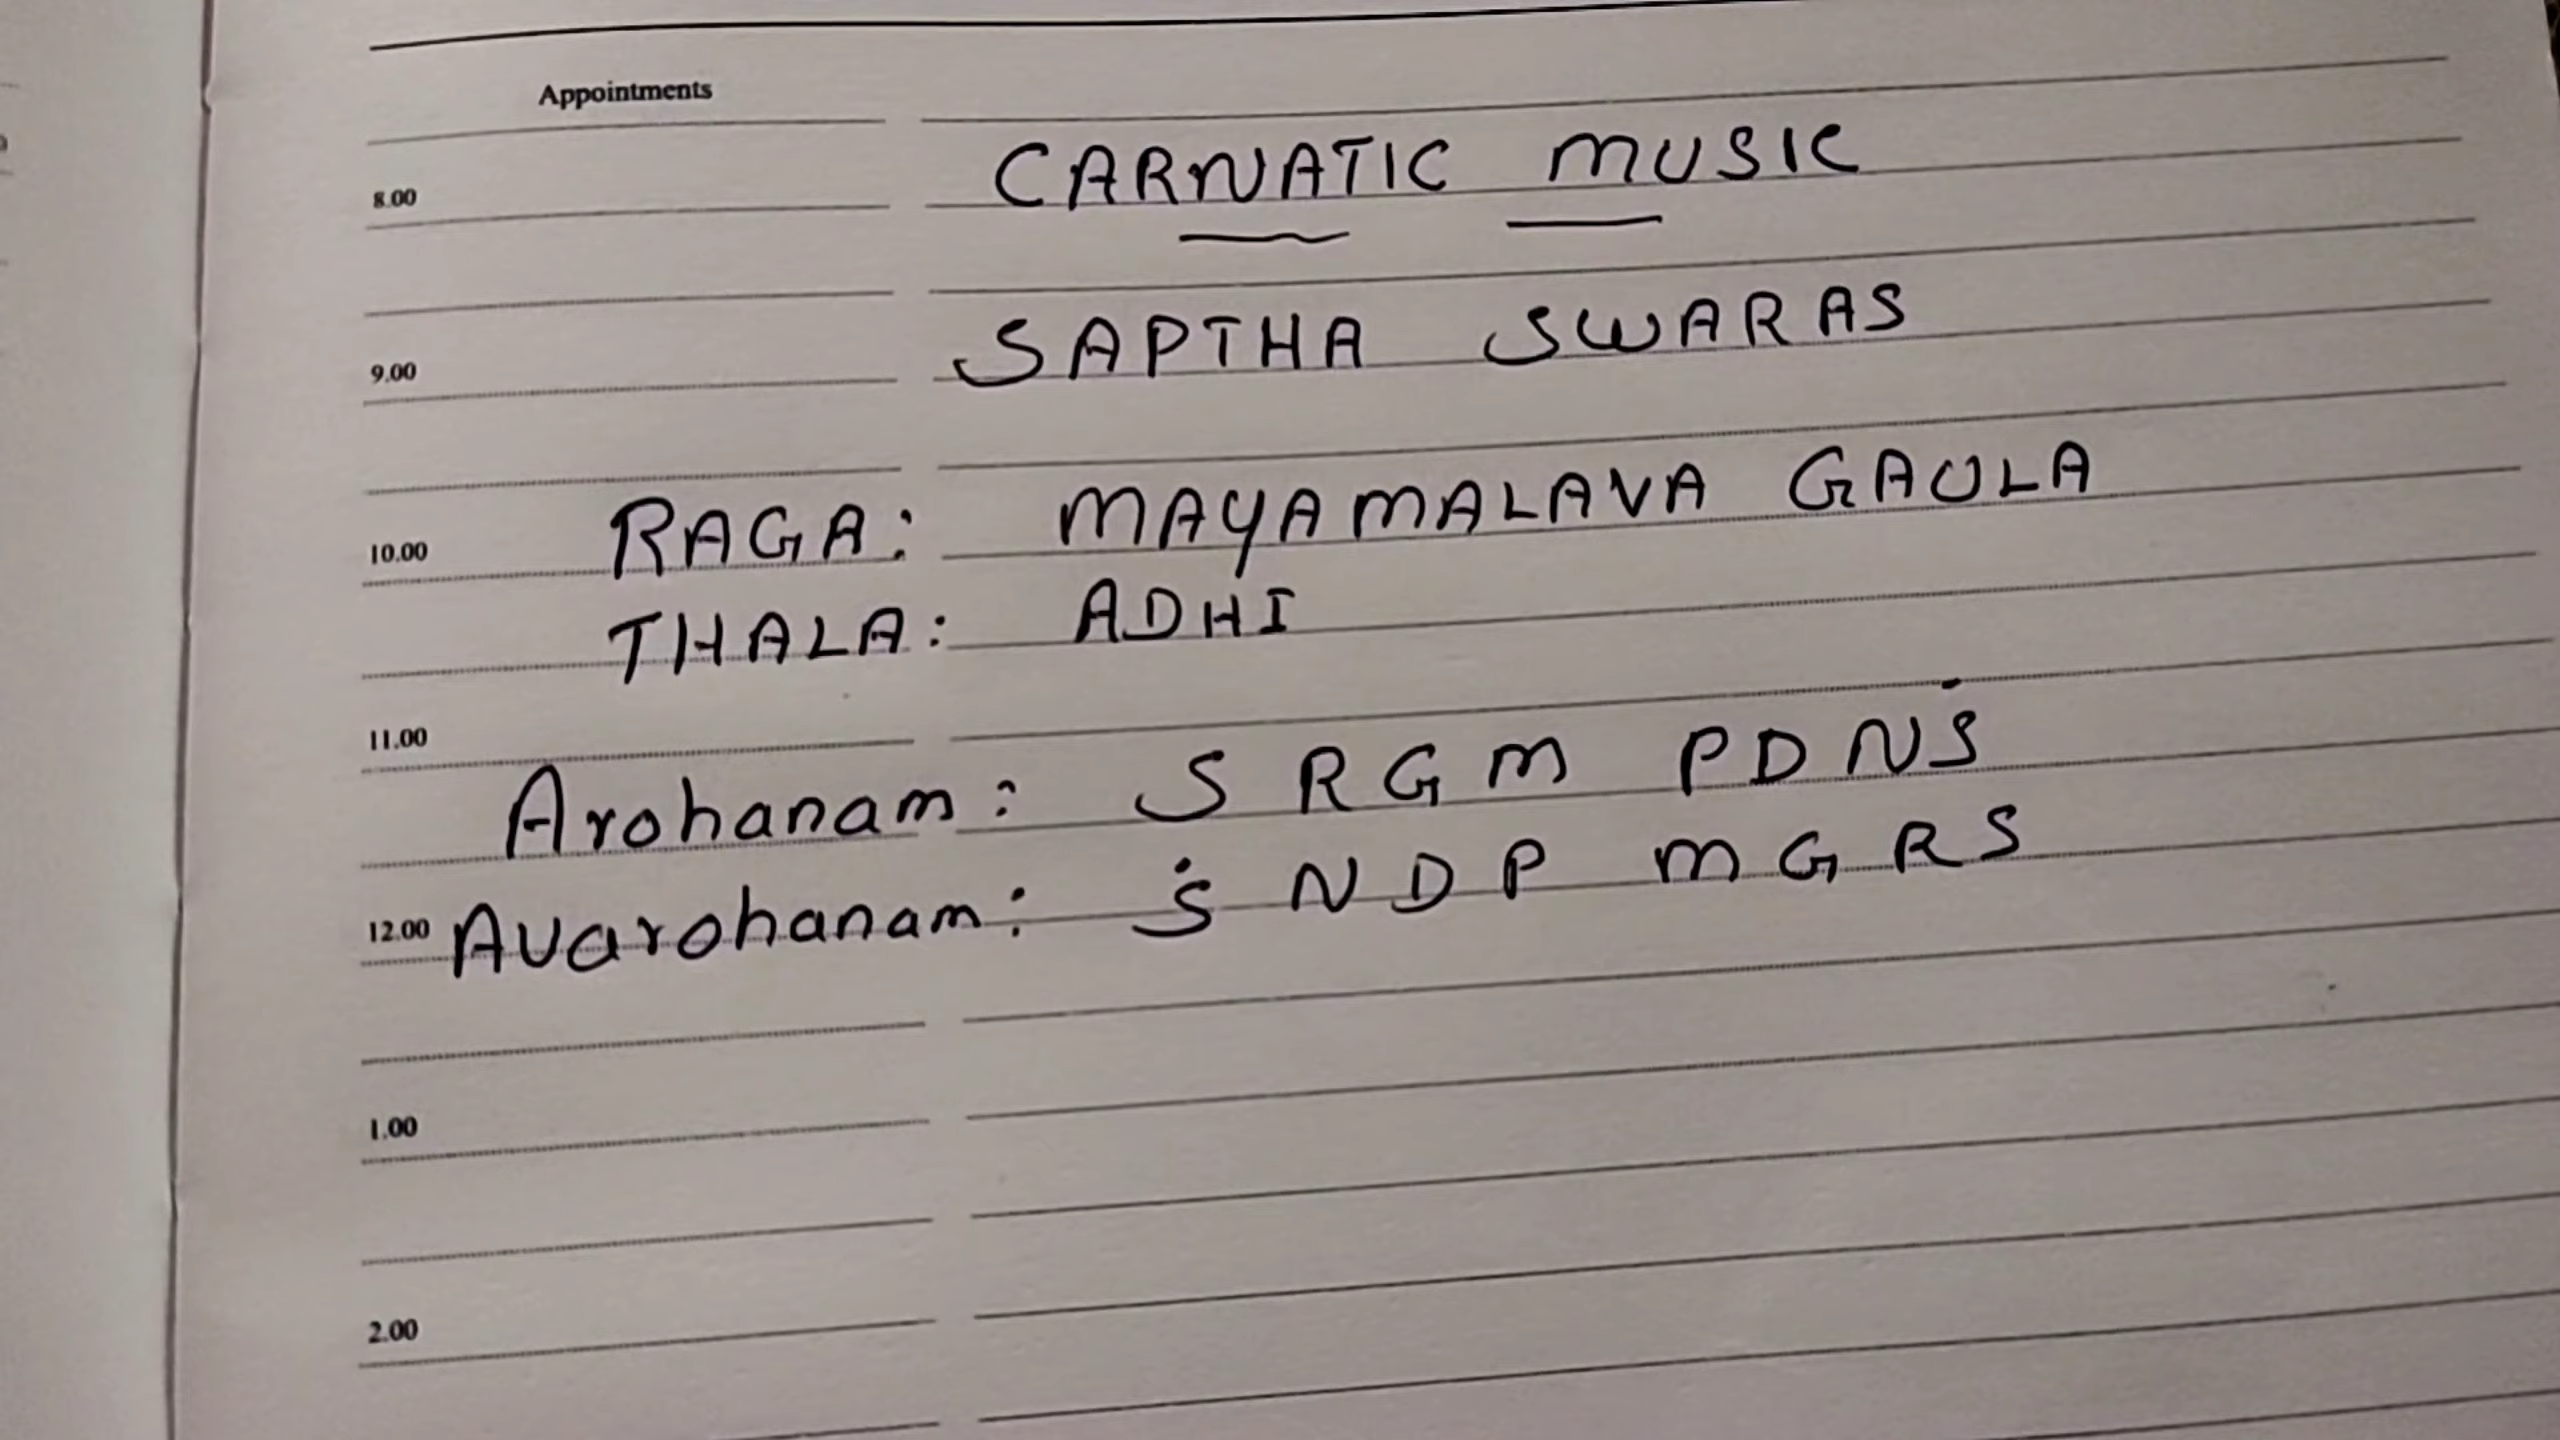 Appointments
8.00 CARNATIC MUSIC
9.00 SAPTHA SWARAS
10.00 RAGA: MAYAMALAVA GAULA
THALA: ADHI
11.00
Arohanam: S R G M P D N Ṡ
12.00 Avarohanam: Ṡ N D P M G R S
1.00
2.00